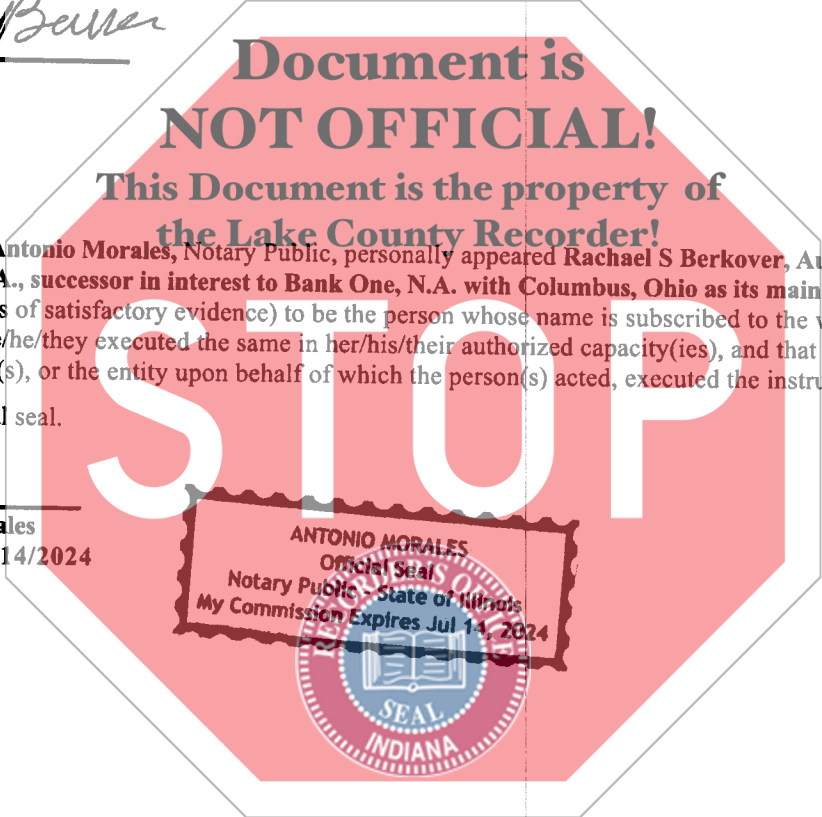 Document is
NOT OFFICIAL!
This Document is the property of
the Lake County Recorder!
ntonio Morales, Notary Public, personally appeared Rachael S Berkover, Au
A., successor in interest to Bank One, N.A. with Columbus, Ohio as its main
s of satisfactory evidence) to be the person whose name is subscribed to the
e/he/they executed the same in her/his/their authorized capacity(ies), and that
(s), or the entity upon behalf of which the person(s) acted, executed the instru
l seal.
STOP
ales
14/2024
ANTONIO MORALES
Official Seal
Notary Public - State of Illinois
My Commission Expires Jul 14, 2024
RECORDER'S OFFICE
SEAL
INDIANA